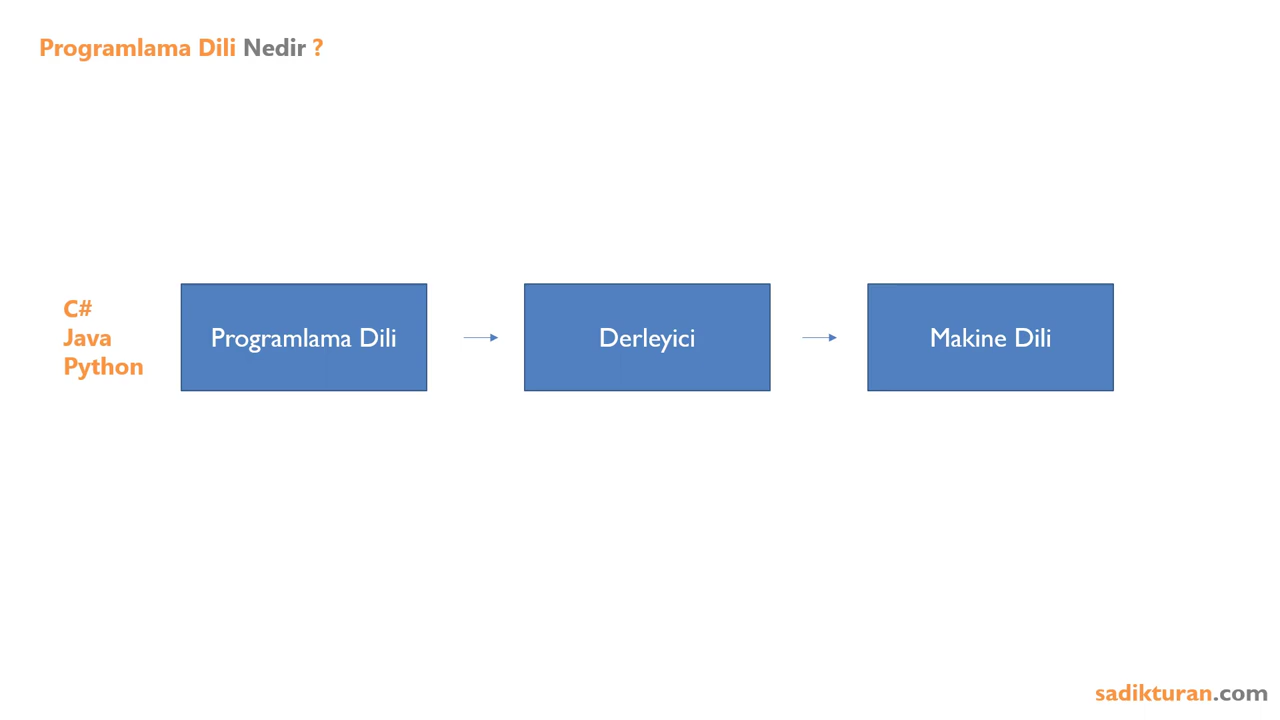 Programlama Dili Nedir ?
C#
Java
Python
Programlama Dili
Derleyici
Makine Dili
sadikturan.com